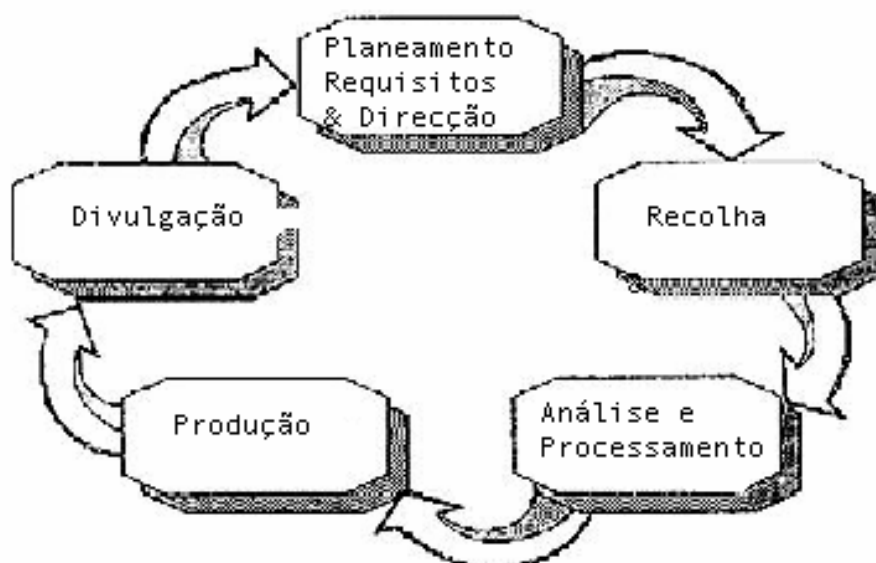 Planeamento
Requisitos
& Direcção
Recolha
Análise e
Processamento
Produção
Divulgação